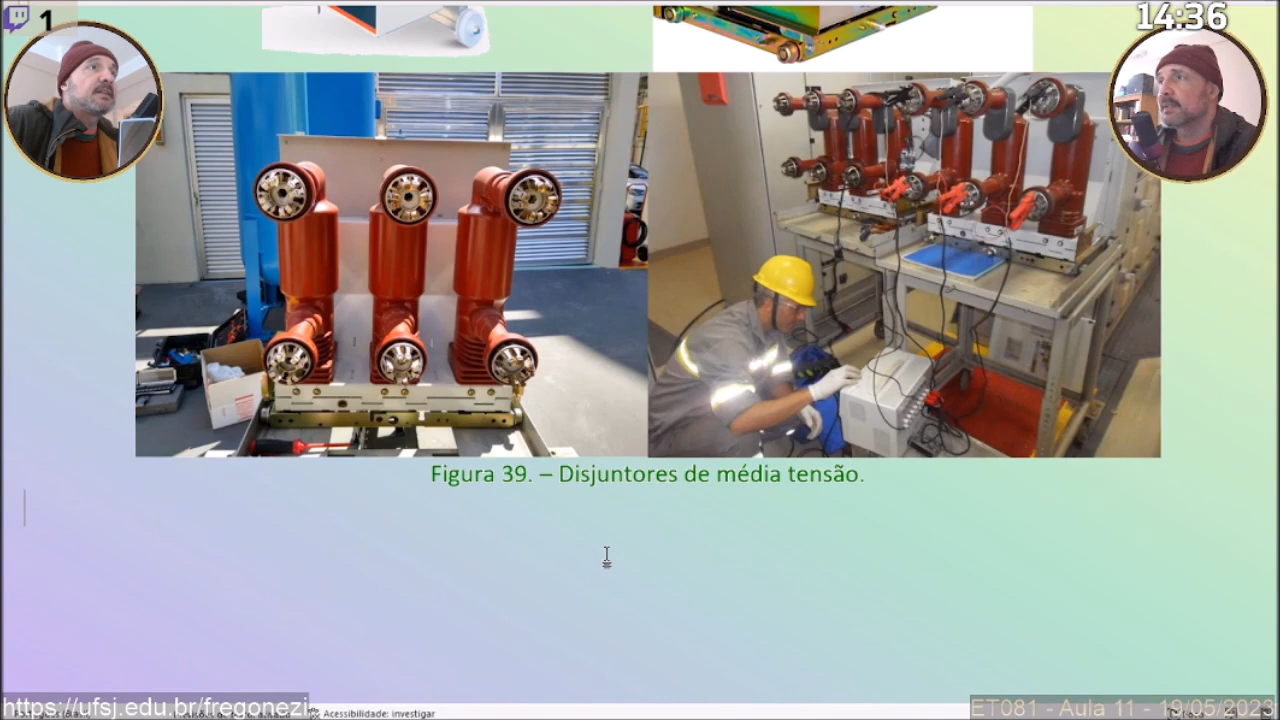 1
14:36
Figura 39. – Disjuntores de média tensão.
https://ufsj.edu.br/fregonezi
Acessibilidade: investigar
ET081 - Aula 11 - 19/05/2023